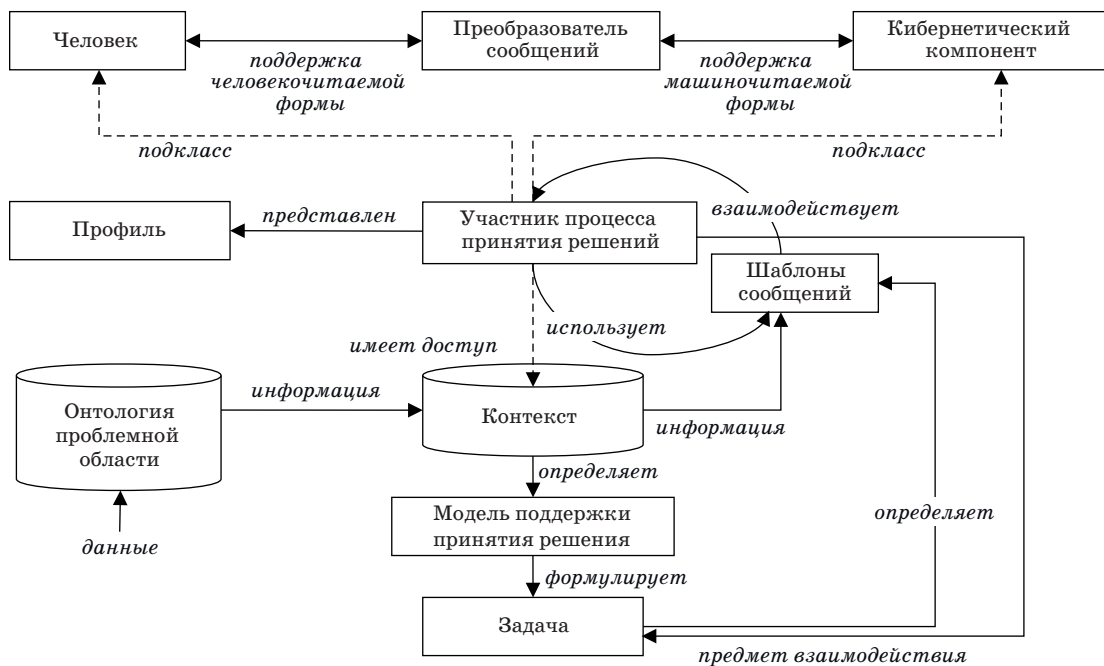 Человек
Преобразователь
сообщений
Кибернетический
компонент
поддержка
человекочитаемой
формы
поддержка
машиночитаемой
формы
подкласс
подкласс
Профиль
представлен
Участник процесса
принятия решений
взаимодействует
Шаблоны
сообщений
использует
имеет доступ
Онтология
проблемной
области
информация
Контекст
информация
определяет
данные
Модель поддержки
принятия решения
определяет
формулирует
Задача
предмет взаимодействия